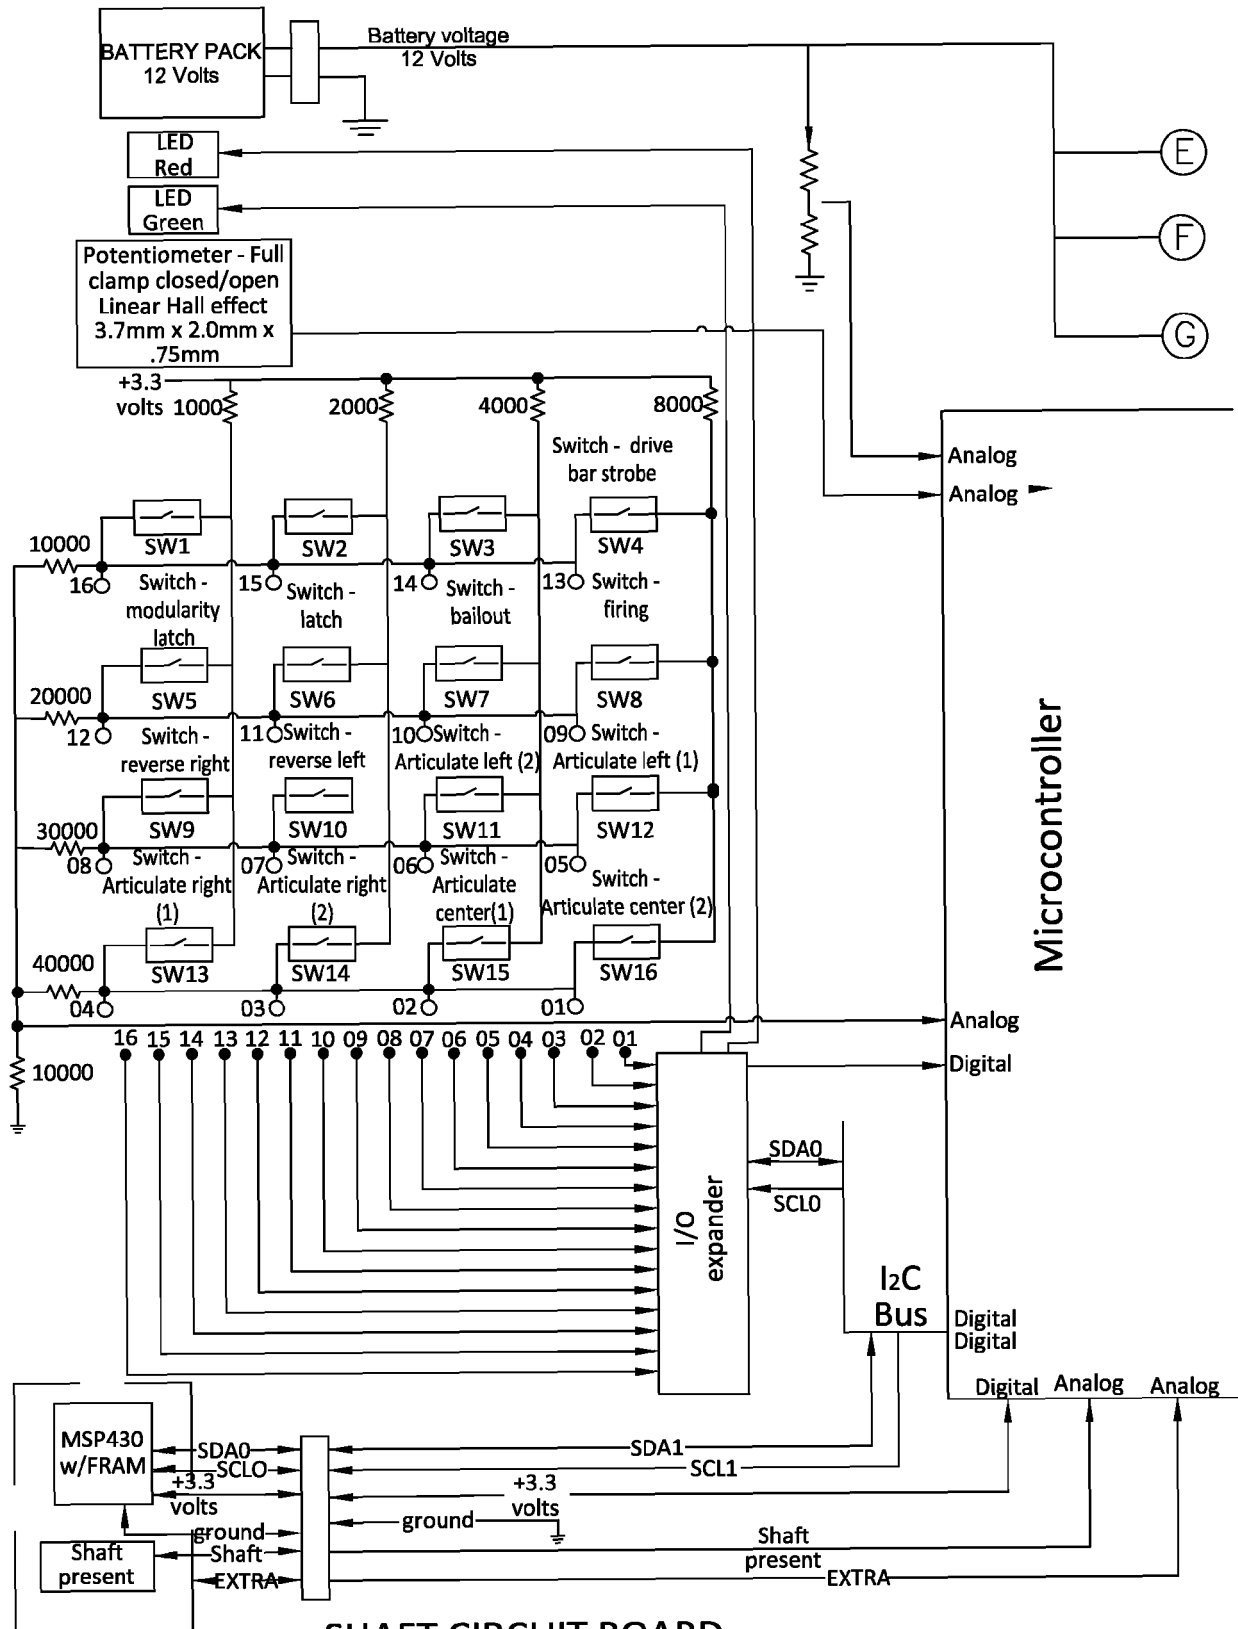 BATTERY PACK
12 Volts
Battery voltage
12 Volts
LED
Red
LED
Green
E
F
G
Potentiometer - Full
clamp closed/open
Linear Hall effect
3.7mm x 2.0mm x
.75mm
+3.3
volts
1000
2000
4000
8000
Switch - drive
bar strobe
Analog
Analog
10000
SW1
SW2
SW3
SW4
16
15
14
13
Switch -
modularity
latch
Switch -
latch
Switch -
bailout
Switch -
firing
20000
SW5
SW6
SW7
SW8
12
11
10
09
Switch -
reverse right
Switch -
reverse left
Switch -
Articulate left (2)
Switch -
Articulate left (1)
Microcontroller
30000
SW9
SW10
SW11
SW12
08
07
06
05
Switch -
Articulate right
(1)
Switch -
Articulate right
(2)
Switch -
Articulate
center(1)
Switch -
Articulate center (2)
40000
SW13
SW14
SW15
SW16
04
03
02
01
Analog
16 15 14 13 12 11 10 09 08 07 06 05 04 03 02 01
10000
Digital
I/O
expander
SDA0
SCL0
I2C
Bus
Digital
Digital
Digital
Analog
Analog
MSP430
w/FRAM
SDA0
SCLO
+3.3
volts
ground
Shaft
present
Shaft
EXTRA
SDA1
SCL1
+3.3
volts
ground
Shaft
present
EXTRA
SHAFT CIRCUIT BOARD